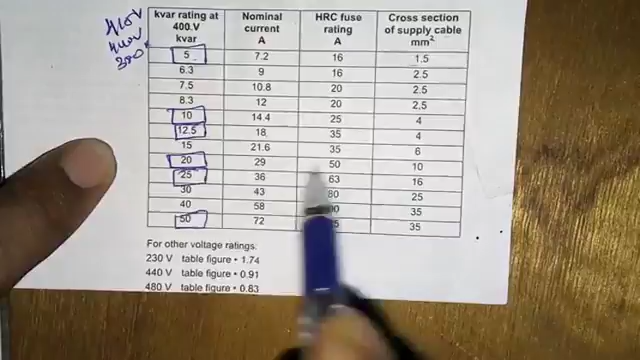 415V
440V
kvar rating at 400.V kvar | Nominal current A | HRC fuse rating A | Cross section of supply cable mm²
5 | 7.2 | 16 | 1.5
6.3 | 9 | 16 | 2.5
7.5 | 10.8 | 20 | 2.5
8.3 | 12 | 20 | 2.5
10 | 14.4 | 25 | 4
12.5 | 18 | 35 | 4
15 | 21.6 | 35 | 6
20 | 29 | 50 | 10
25 | 36 | 63 | 16
30 | 43 | 80 | 25
40 | 58 | 35
50 | 72 | 35
For other voltage ratings:
230 V table figure • 1.74
440 V table figure • 0.91
480 V table figure • 0.83